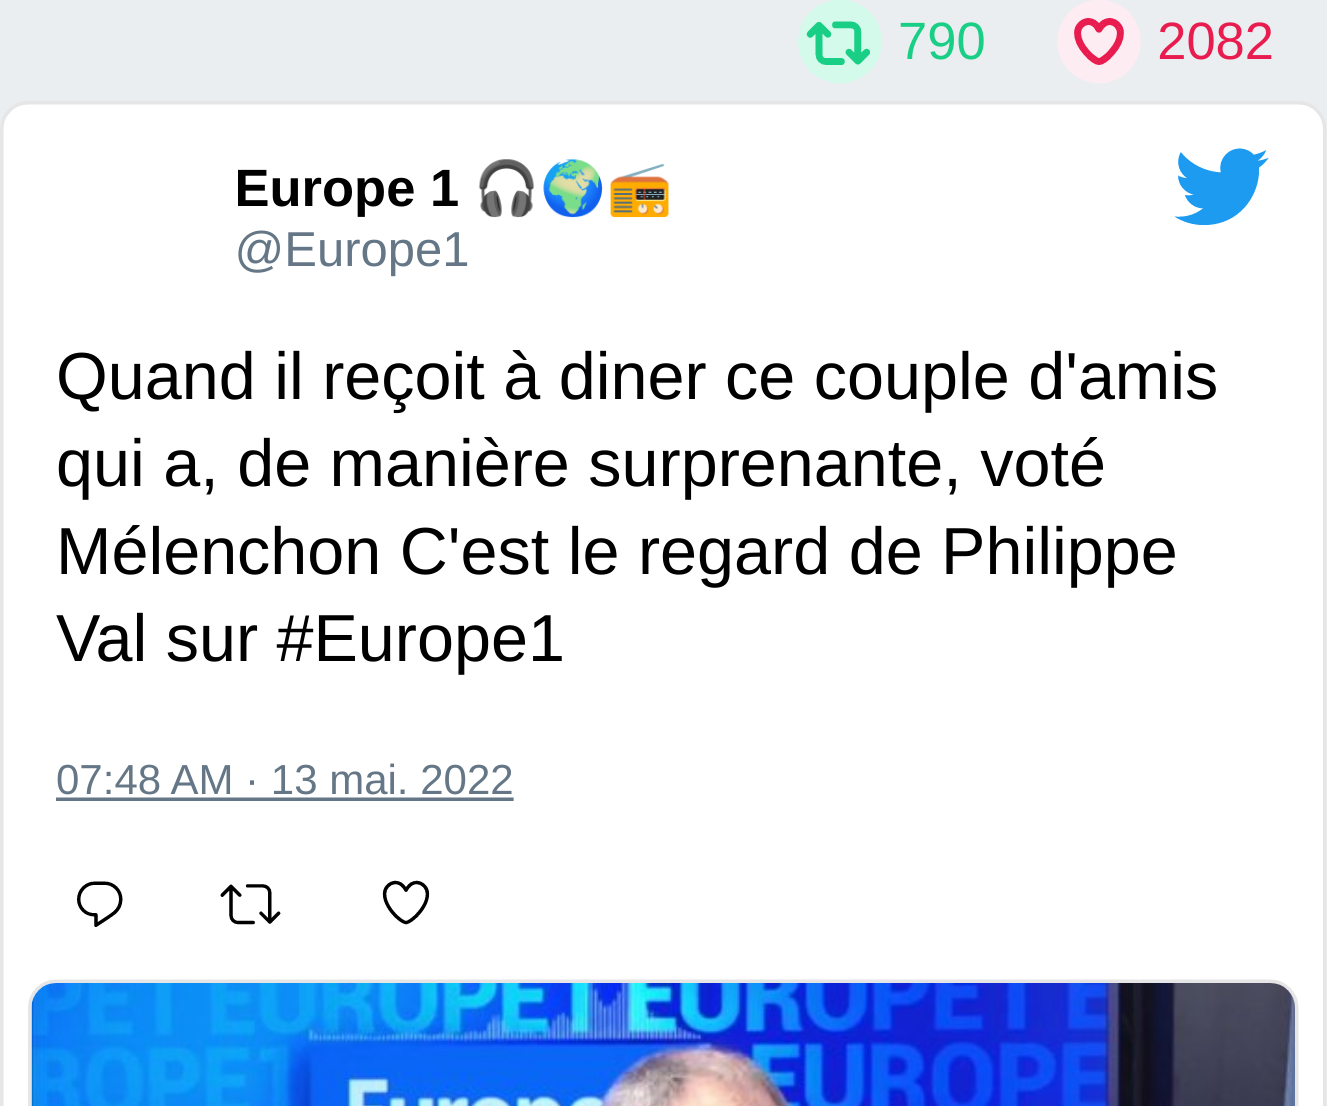 790 2082
Europe 1 🎧🌍📻
@Europe1
Quand il reçoit à diner ce couple d'amis
qui a, de manière surprenante, voté
Mélenchon C'est le regard de Philippe
Val sur #Europe1
07:48 AM · 13 mai. 2022
PE1 EUROPE1 EUROPE1 E
ROPE1 EUROPE
Europe